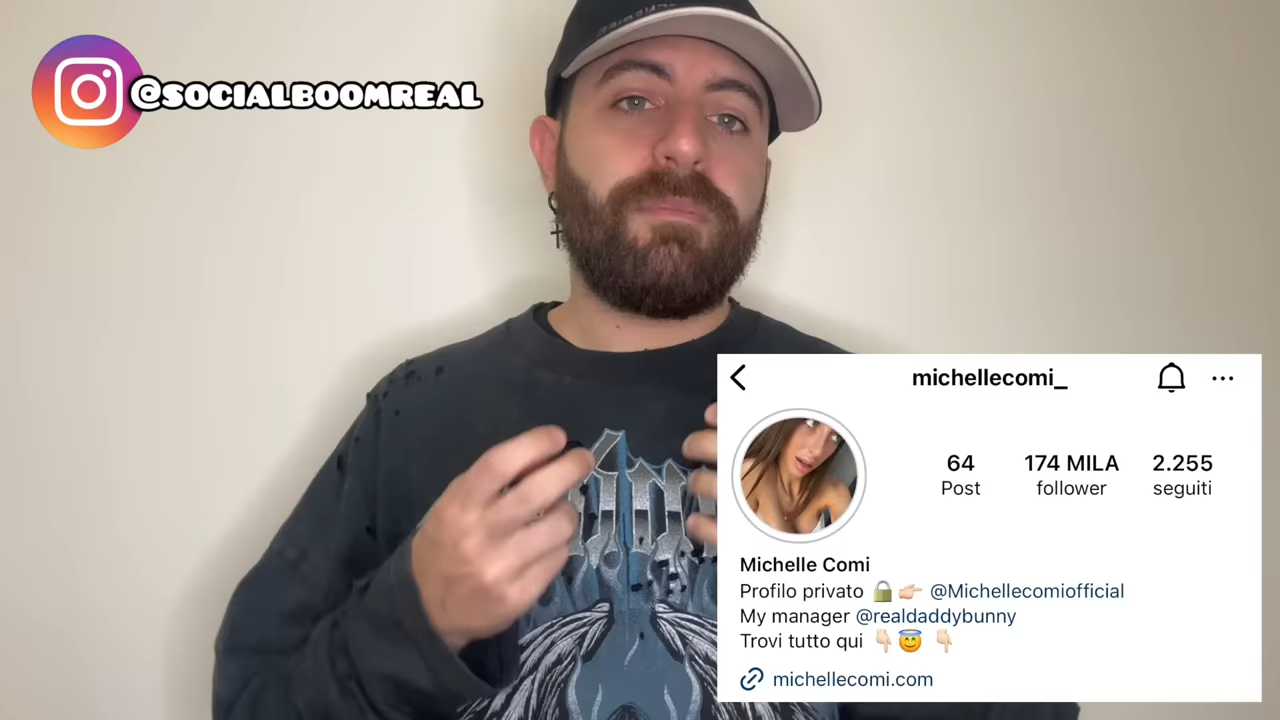 @SOCIALBOOMREAL
michellecomi_
64
174 MILA
2.255
Post
follower
seguiti
Michelle Comi
Profilo privato 🔒👉🏻 @Michellecomiofficial
My manager @realdaddybunny
Trovi tutto qui 👇🏻😇 👇🏻
michellecomi.com